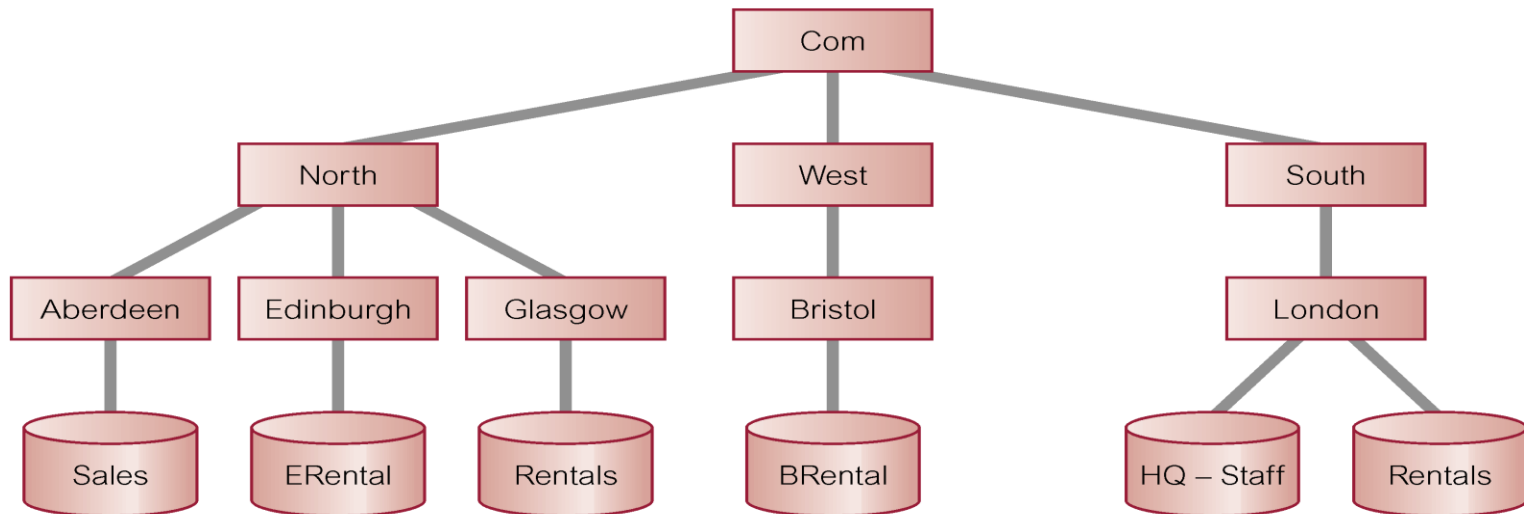 Com
North
West
South
Aberdeen
Edinburgh
Glasgow
Bristol
London
Sales
ERental
Rentals
BRental
HQ – Staff
Rentals